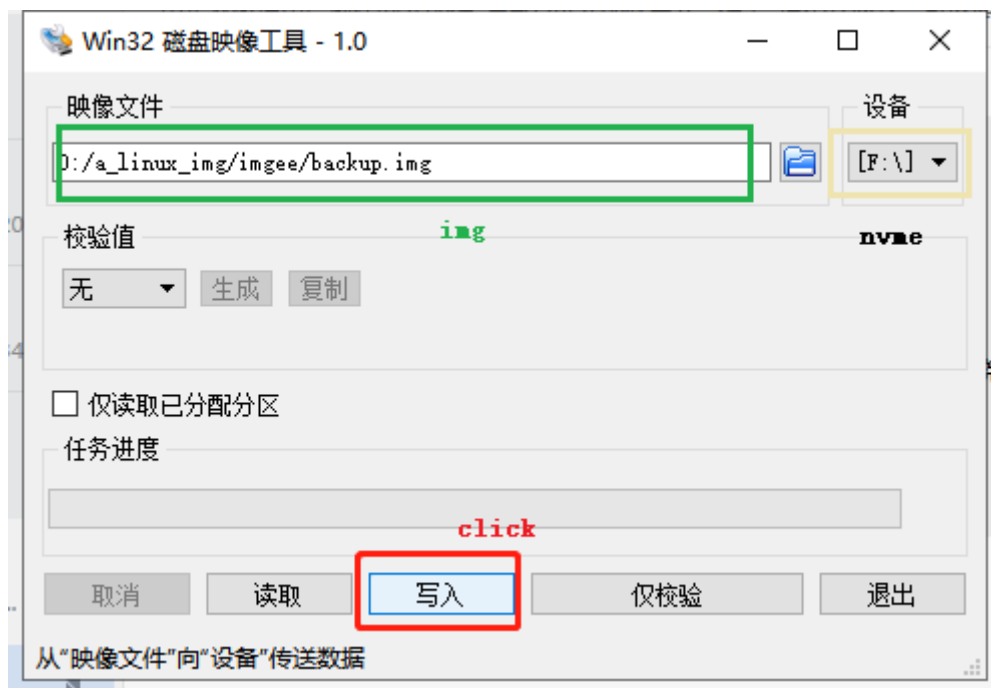 Win32 磁盘映像工具 - 1.0
映像文件
设备
D:/a_linux_img/imgee/backup.img
[F:\]
img
nvme
校验值
无
生成
复制
仅读取已分配分区
任务进度
click
取消
读取
写入
仅校验
退出
从“映像文件”向“设备”传送数据